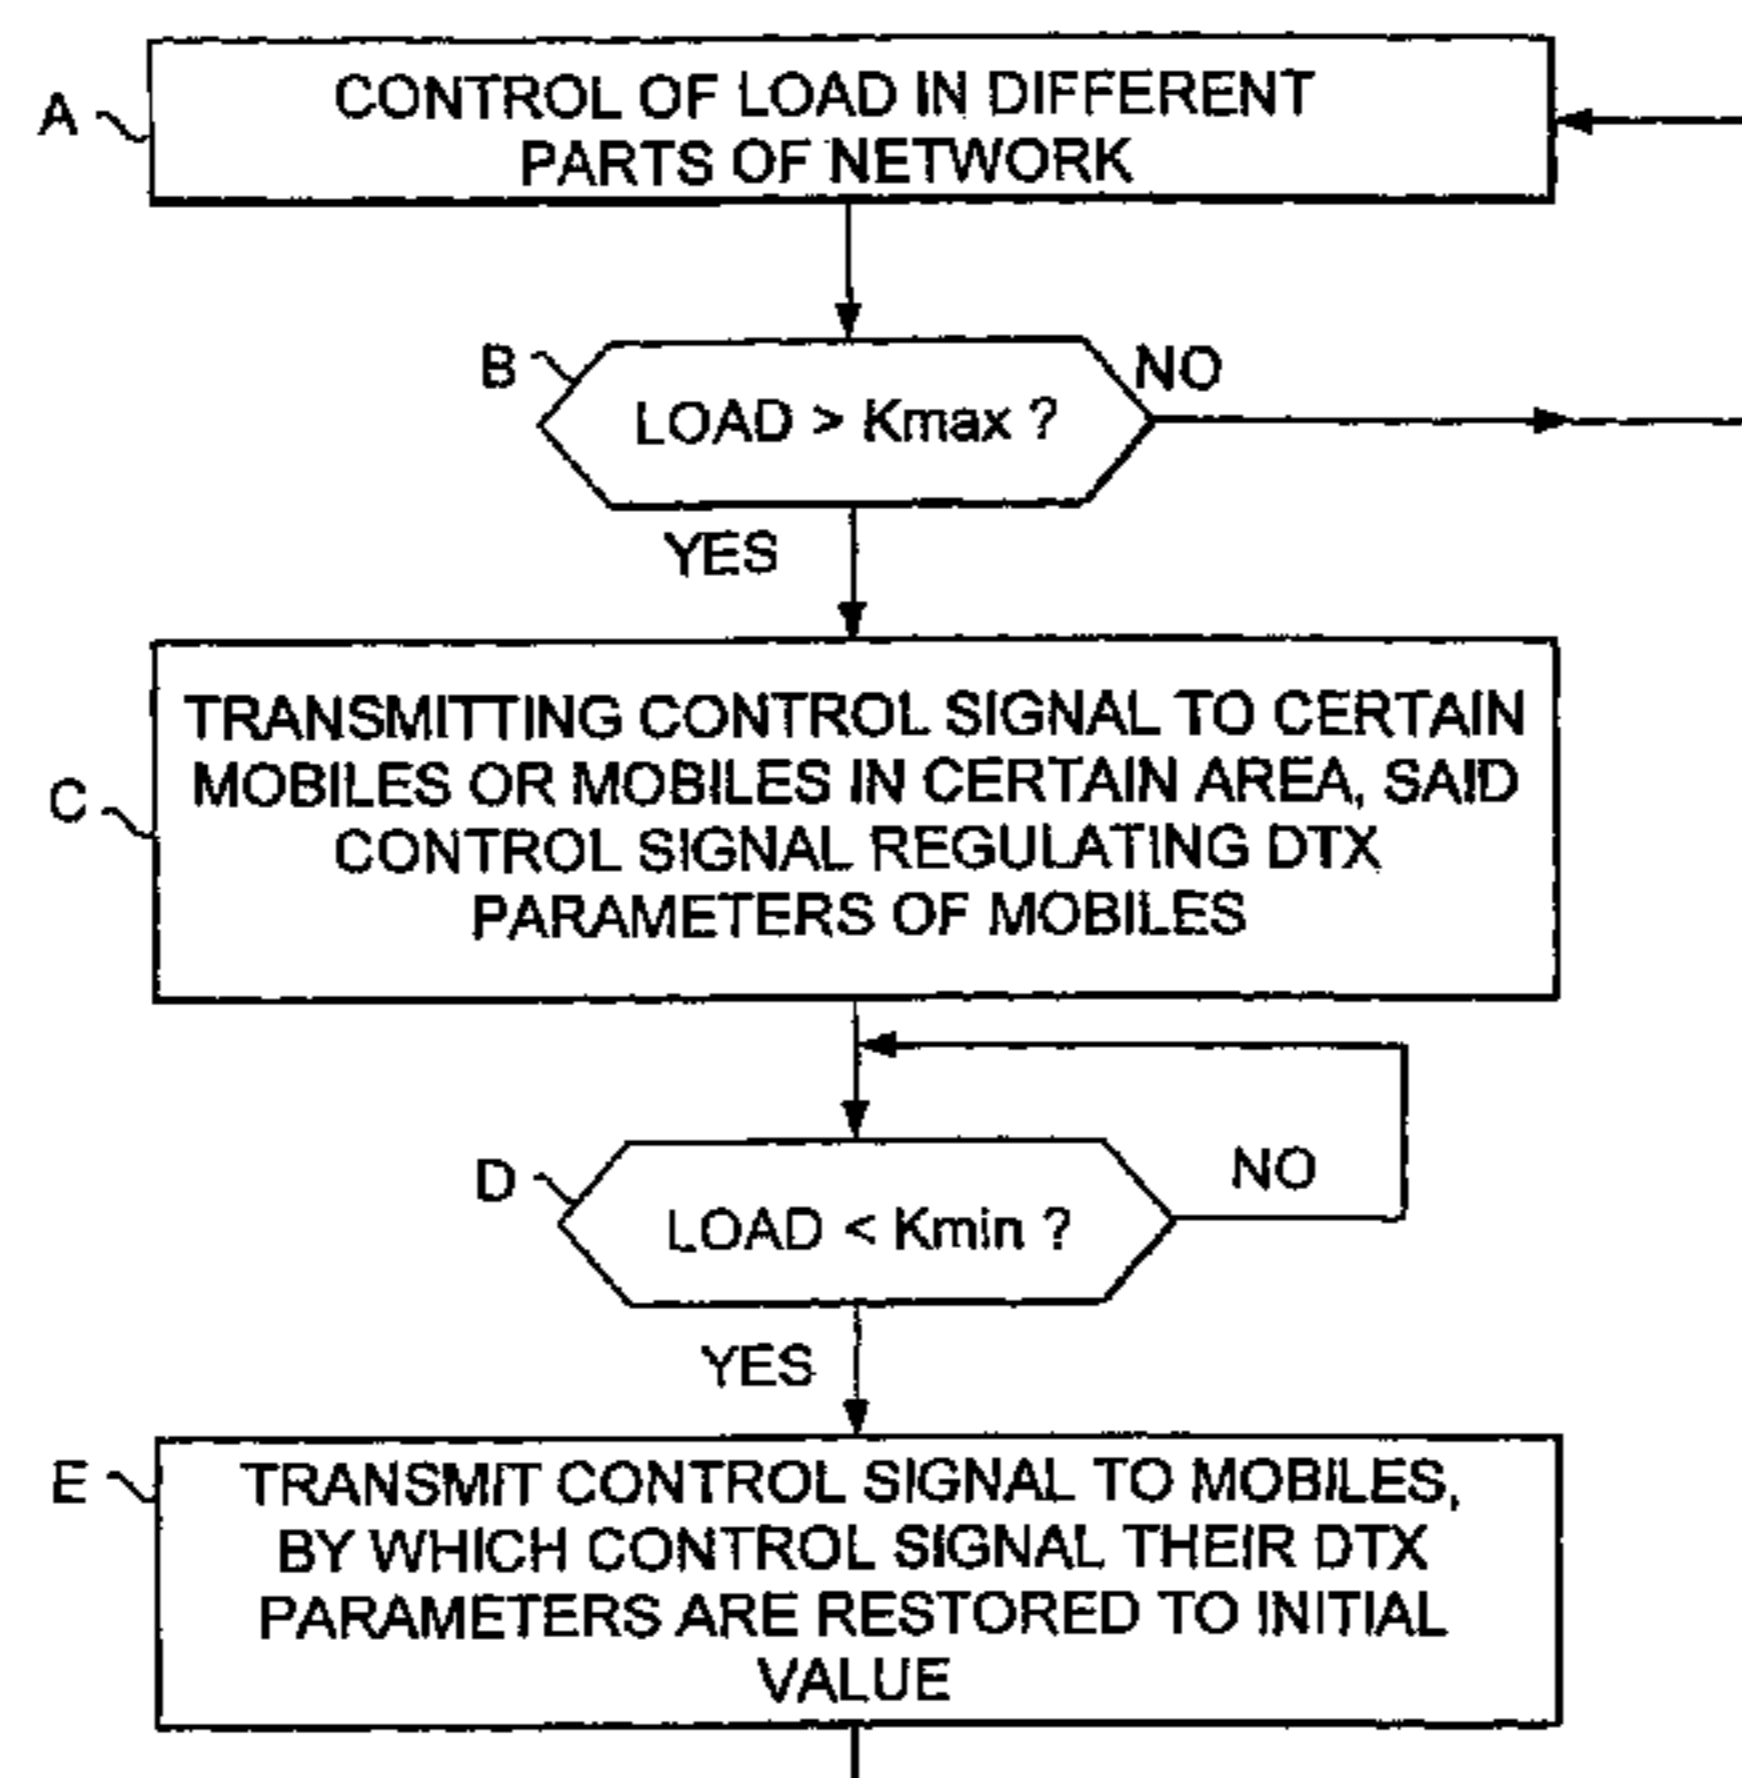 A
CONTROL OF LOAD IN DIFFERENT
PARTS OF NETWORK
B
NO
LOAD > Kmax ?
YES
TRANSMITTING CONTROL SIGNAL TO CERTAIN
MOBILES OR MOBILES IN CERTAIN AREA, SAID
C
CONTROL SIGNAL REGULATING DTX
PARAMETERS OF MOBILES
D
NO
LOAD < Kmin ?
YES
E
TRANSMIT CONTROL SIGNAL TO MOBILES,
BY WHICH CONTROL SIGNAL THEIR DTX
PARAMETERS ARE RESTORED TO INITIAL
VALUE